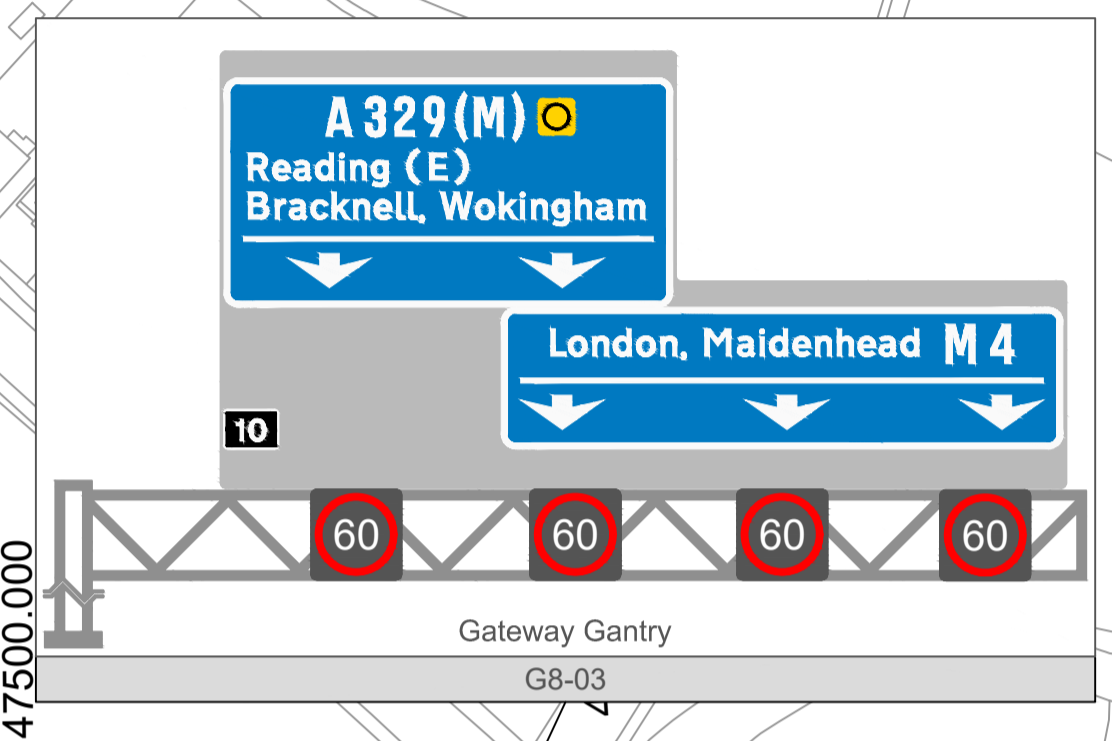 A329(M)
Reading (E)
Bracknell, Wokingham
London, Maidenhead M4
10
60 60 60 60
Gateway Gantry
G8-03
47500.000